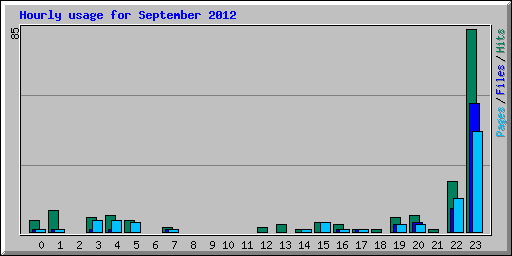 Hourly usage for September 2012
85
Pages/Files/Hits
0 1 2 3 4 5 6 7 8 9 10 11 12 13 14 15 16 17 18 19 20 21 22 23